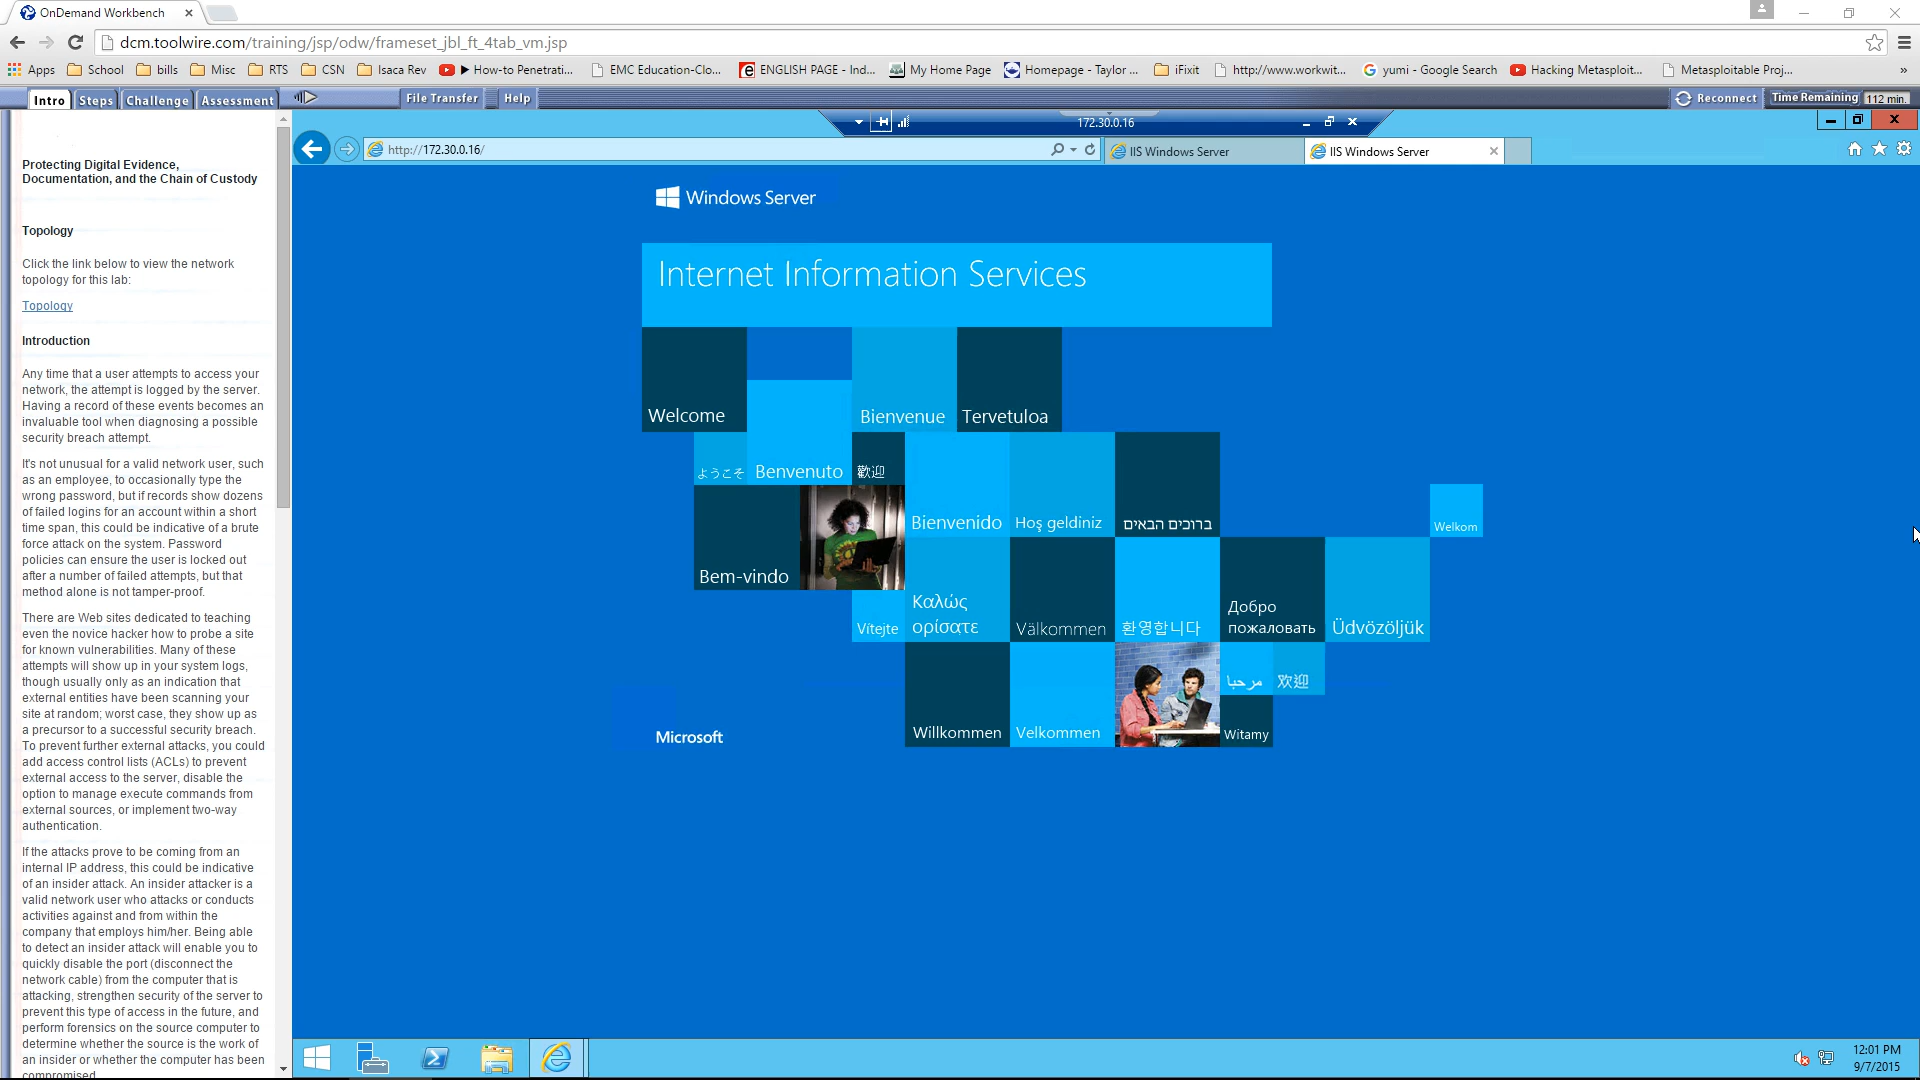 OnDemand Workbench
dcm.toolwire.com/training/jsp/odw/frameset_jbl_ft_4tab_vm.jsp
Apps School bills Misc RTS CSN Isaca Rev ▶ How-to Penetrati... EMC Education-Clo... ENGLISH PAGE - Ind... My Home Page Homepage - Taylor ... iFixit http://www.workwit... yumi - Google Search Hacking Metasploit... Metasploitable Proj... »
Intro Steps Challenge Assessment File Transfer Help Reconnect Time Remaining 112 min.
172.30.0.16
http://172.30.0.16/ IIS Windows Server IIS Windows Server
Protecting Digital Evidence,
Documentation, and the Chain of Custody
Topology
Click the link below to view the network
topology for this lab:
Topology
Introduction
Any time that a user attempts to access your
network, the attempt is logged by the server.
Having a record of these events becomes an
invaluable tool when diagnosing a possible
security breach attempt.
It's not unusual for a valid network user, such
as an employee, to occasionally type the
wrong password, but if records show dozens
of failed logins for an account within a short
time span, this could be indicative of a brute
force attack on the system. Password
policies can ensure the user is locked out
after a number of failed attempts, but that
method alone is not tamper-proof.
There are Web sites dedicated to teaching
even the novice hacker how to probe a site
for known vulnerabilities. Many of these
attempts will show up in your system logs,
though usually only as an indication that
external entities have been scanning your
site at random; worst case, they show up as
a precursor to a successful security breach.
To prevent further external attacks, you could
add access control lists (ACLs) to prevent
external access to the server, disable the
option to manage execute commands from
external sources, or implement two-way
authentication.
If the attacks prove to be coming from an
internal IP address, this could be indicative
of an insider attack. An insider attacker is a
valid network user who attacks or conducts
activities against and from within the
company that employs him/her. Being able
to detect an insider attack will enable you to
quickly disable the port (disconnect the
network cable) from the computer that is
attacking, strengthen security of the server to
prevent this type of access in the future, and
perform forensics on the source computer to
determine whether the source is the work of
an insider or whether the computer has been
compromised.
Windows Server
Internet Information Services
Welcome
Bienvenue
Tervetuloa
ようこそ
Benvenuto
歡迎
Bienvenido
Hoş geldiniz
ברוכים הבאים
Welkom
Bem-vindo
Vítejte
Καλώς
ορίσατε
Välkommen
환영합니다
Добро
пожаловать
Üdvözöljük
Microsoft
Willkommen
Velkommen
مرحبا
欢迎
Witamy
12:01 PM
9/7/2015